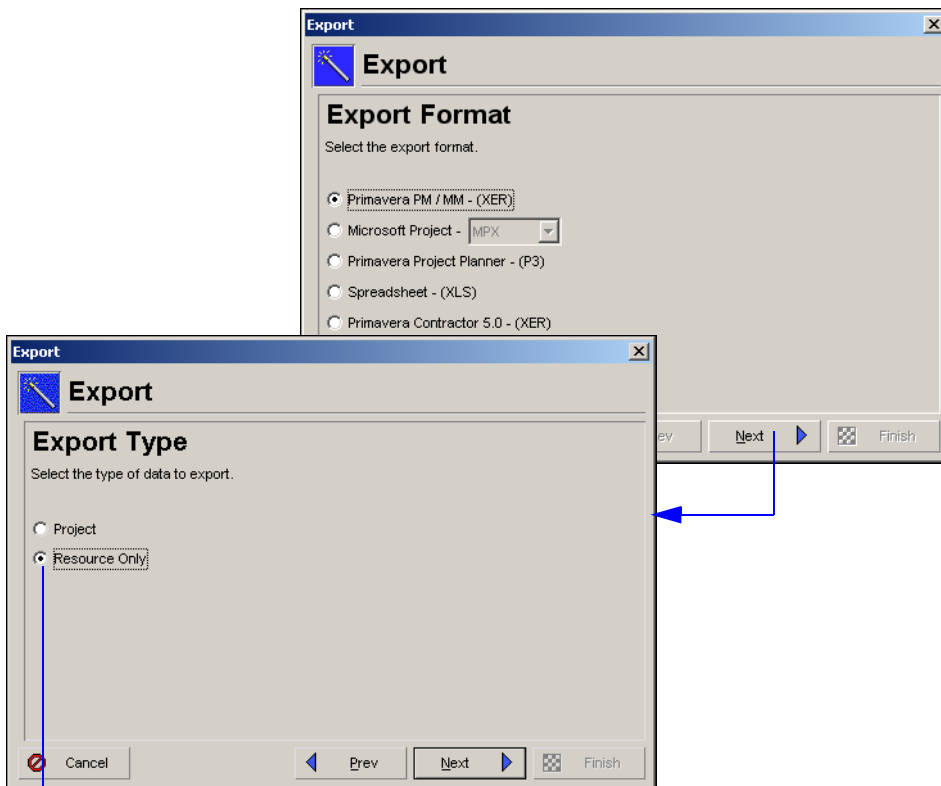 Export
Export
Export Format
Select the export format.
Primavera PM / MM - (XER)
Microsoft Project - MPX
Primavera Project Planner - (P3)
Spreadsheet - (XLS)
Primavera Contractor 5.0 - (XER)
ev Next Finish
Export
Export
Export Type
Select the type of data to export.
Project
Resource Only
Cancel Prev Next Finish